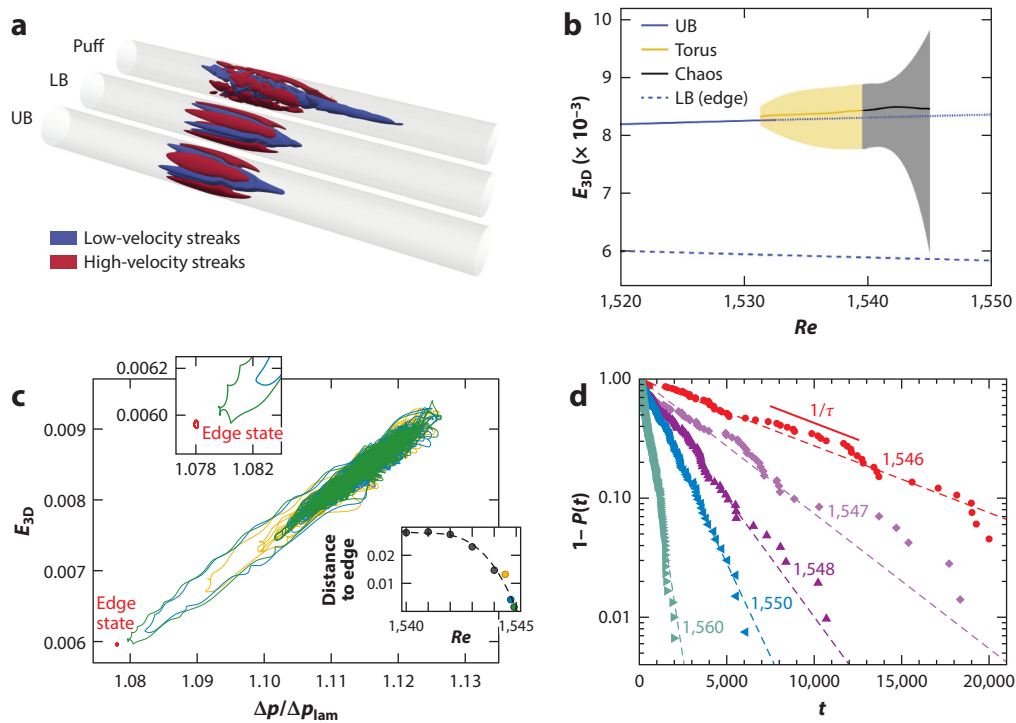 a
Puff
LB
UB
Low-velocity streaks
High-velocity streaks
b
10
9
8
7
6
E3D (× 10⁻³)
UB
Torus
Chaos
LB (edge)
1,520
1,530
1,540
1,550
Re
c
0.0062
0.0060
Edge state
1.078
1.082
0.009
0.008
0.007
0.006
E3D
Edge
state
Distance
to edge
0.02
0.01
1,540
1,545
Re
1.08
1.09
1.10
1.11
1.12
1.13
Δp/Δplam
d
1.00
0.10
0.01
1– P(t)
1/τ
1,546
1,547
1,548
1,550
1,560
0
5,000
10,000
15,000
20,000
t